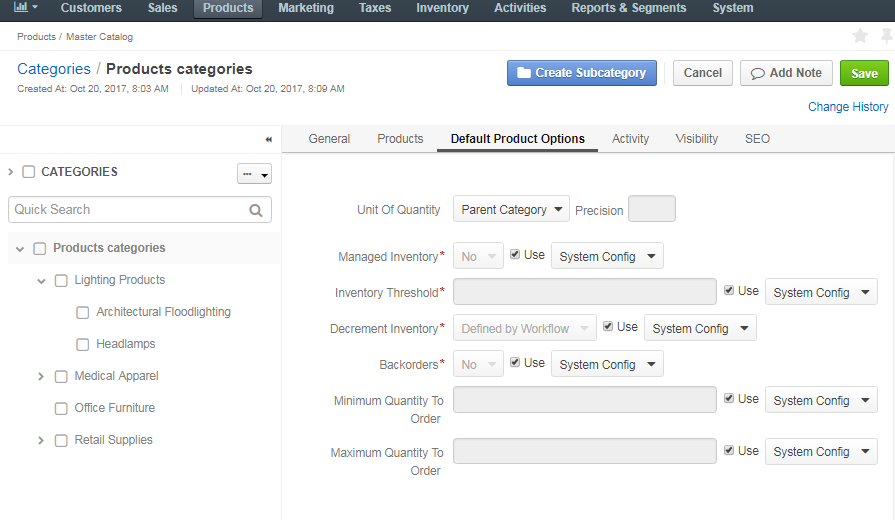 Customers Sales Products Marketing Taxes Inventory Activities Reports & Segments System
Products / Master Catalog
Categories / Products categories
Created At: Oct 20, 2017, 8:03 AM Updated At: Oct 20, 2017, 8:09 AM
Create Subcategory Cancel Add Note Save
Change History
General Products Default Product Options Activity Visibility SEO
CATEGORIES ...
Quick Search
Products categories
Lighting Products
Architectural Floodlighting
Headlamps
Medical Apparel
Office Furniture
Retail Supplies
Unit Of Quantity Parent Category Precision
Managed Inventory* No Use System Config
Inventory Threshold* Use System Config
Decrement Inventory* Defined by Workflow Use System Config
Backorders* No Use System Config
Minimum Quantity To Use System Config
Order
Maximum Quantity To Use System Config
Order